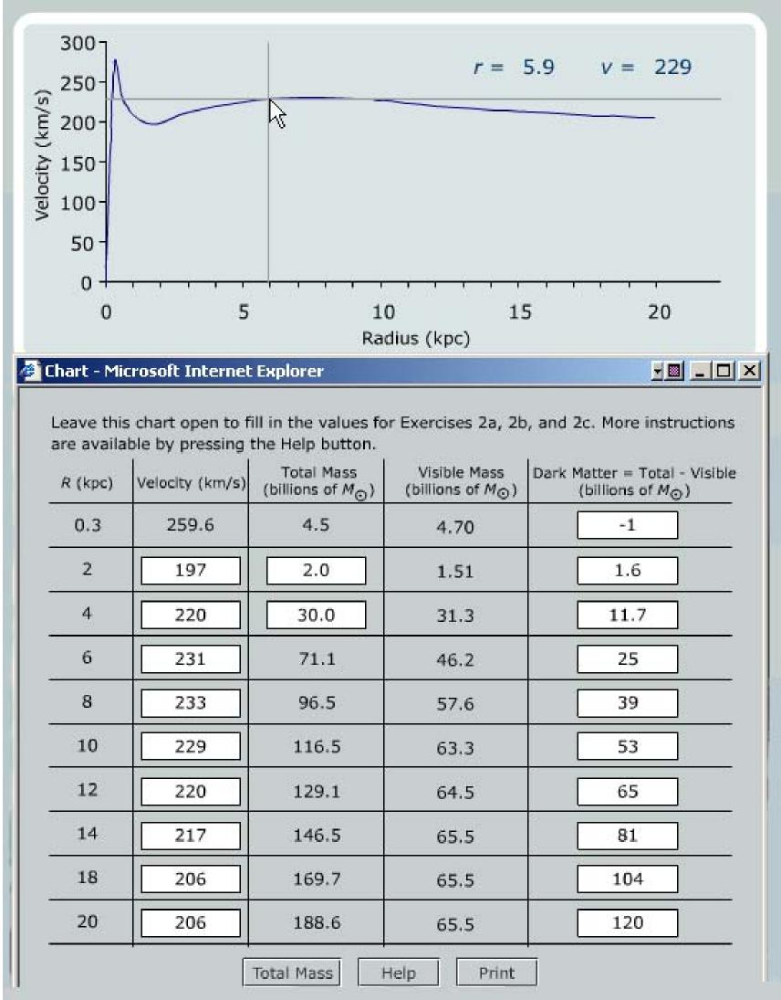 300
250
200
150
100
50
0
Velocity (km/s)
r = 5.9 v = 229
0 5 10 15 20
Radius (kpc)
Chart - Microsoft Internet Explorer
Leave this chart open to fill in the values for Exercises 2a, 2b, and 2c. More instructions
are available by pressing the Help button.
R (kpc) Velocity (km/s) Total Mass (billions of M☉) Visible Mass (billions of M☉) Dark Matter = Total - Visible (billions of M☉)
0.3 259.6 4.5 4.70 -1
2 197 2.0 1.51 1.6
4 220 30.0 31.3 11.7
6 231 71.1 46.2 25
8 233 96.5 57.6 39
10 229 116.5 63.3 53
12 220 129.1 64.5 65
14 217 146.5 65.5 81
18 206 169.7 65.5 104
20 206 188.6 65.5 120
Total Mass Help Print